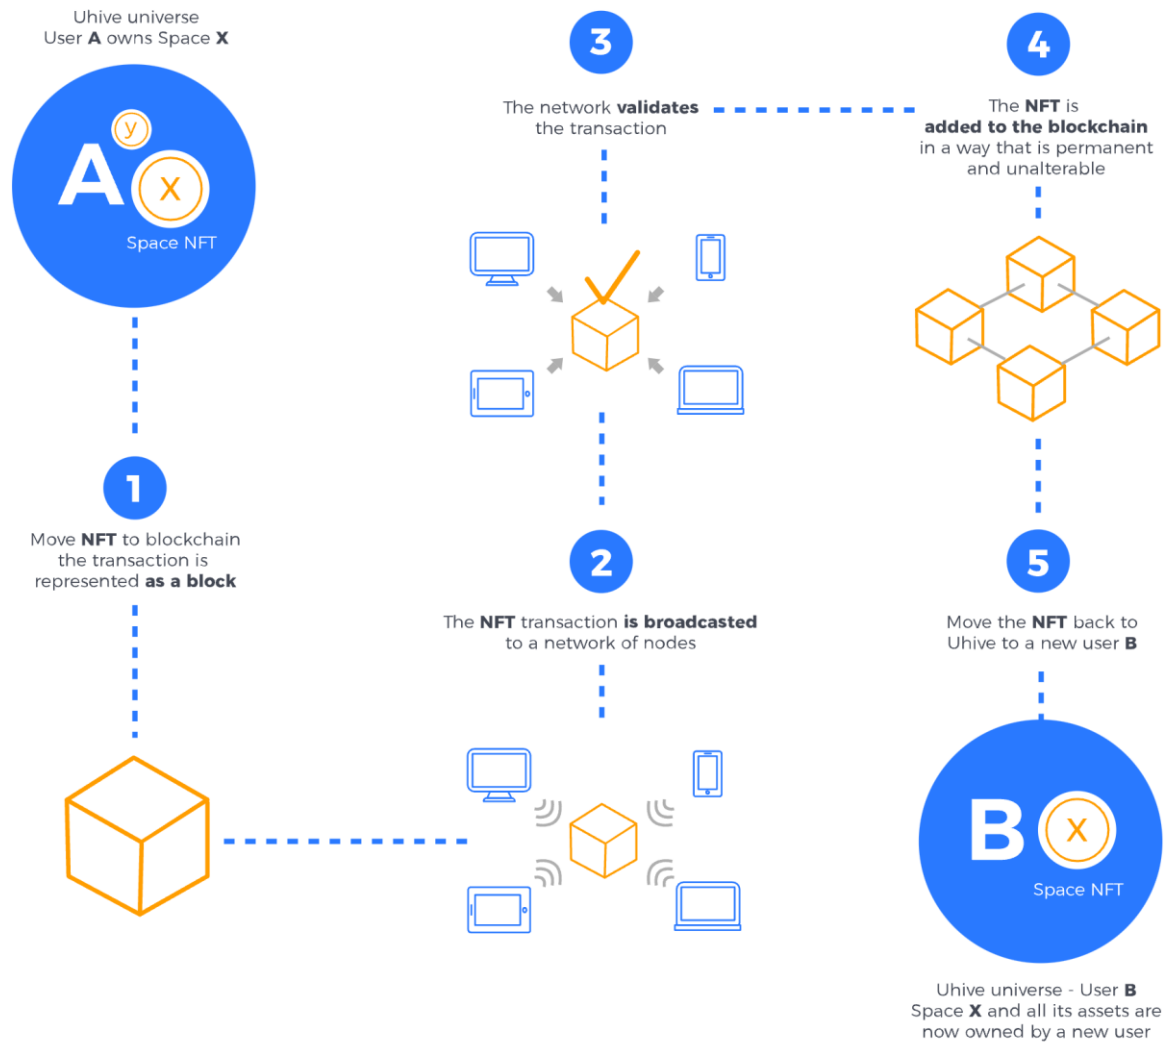 Uhive universe
User A owns Space X
y
A
X
Space NFT
1
Move NFT to blockchain
the transaction is
represented as a block
2
The NFT transaction is broadcasted
to a network of nodes
3
The network validates
the transaction
4
The NFT is
added to the blockchain
in a way that is permanent
and unalterable
5
Move the NFT back to
Uhive to a new user B
B
X
Space NFT
Uhive universe - User B
Space X and all its assets are
now owned by a new user